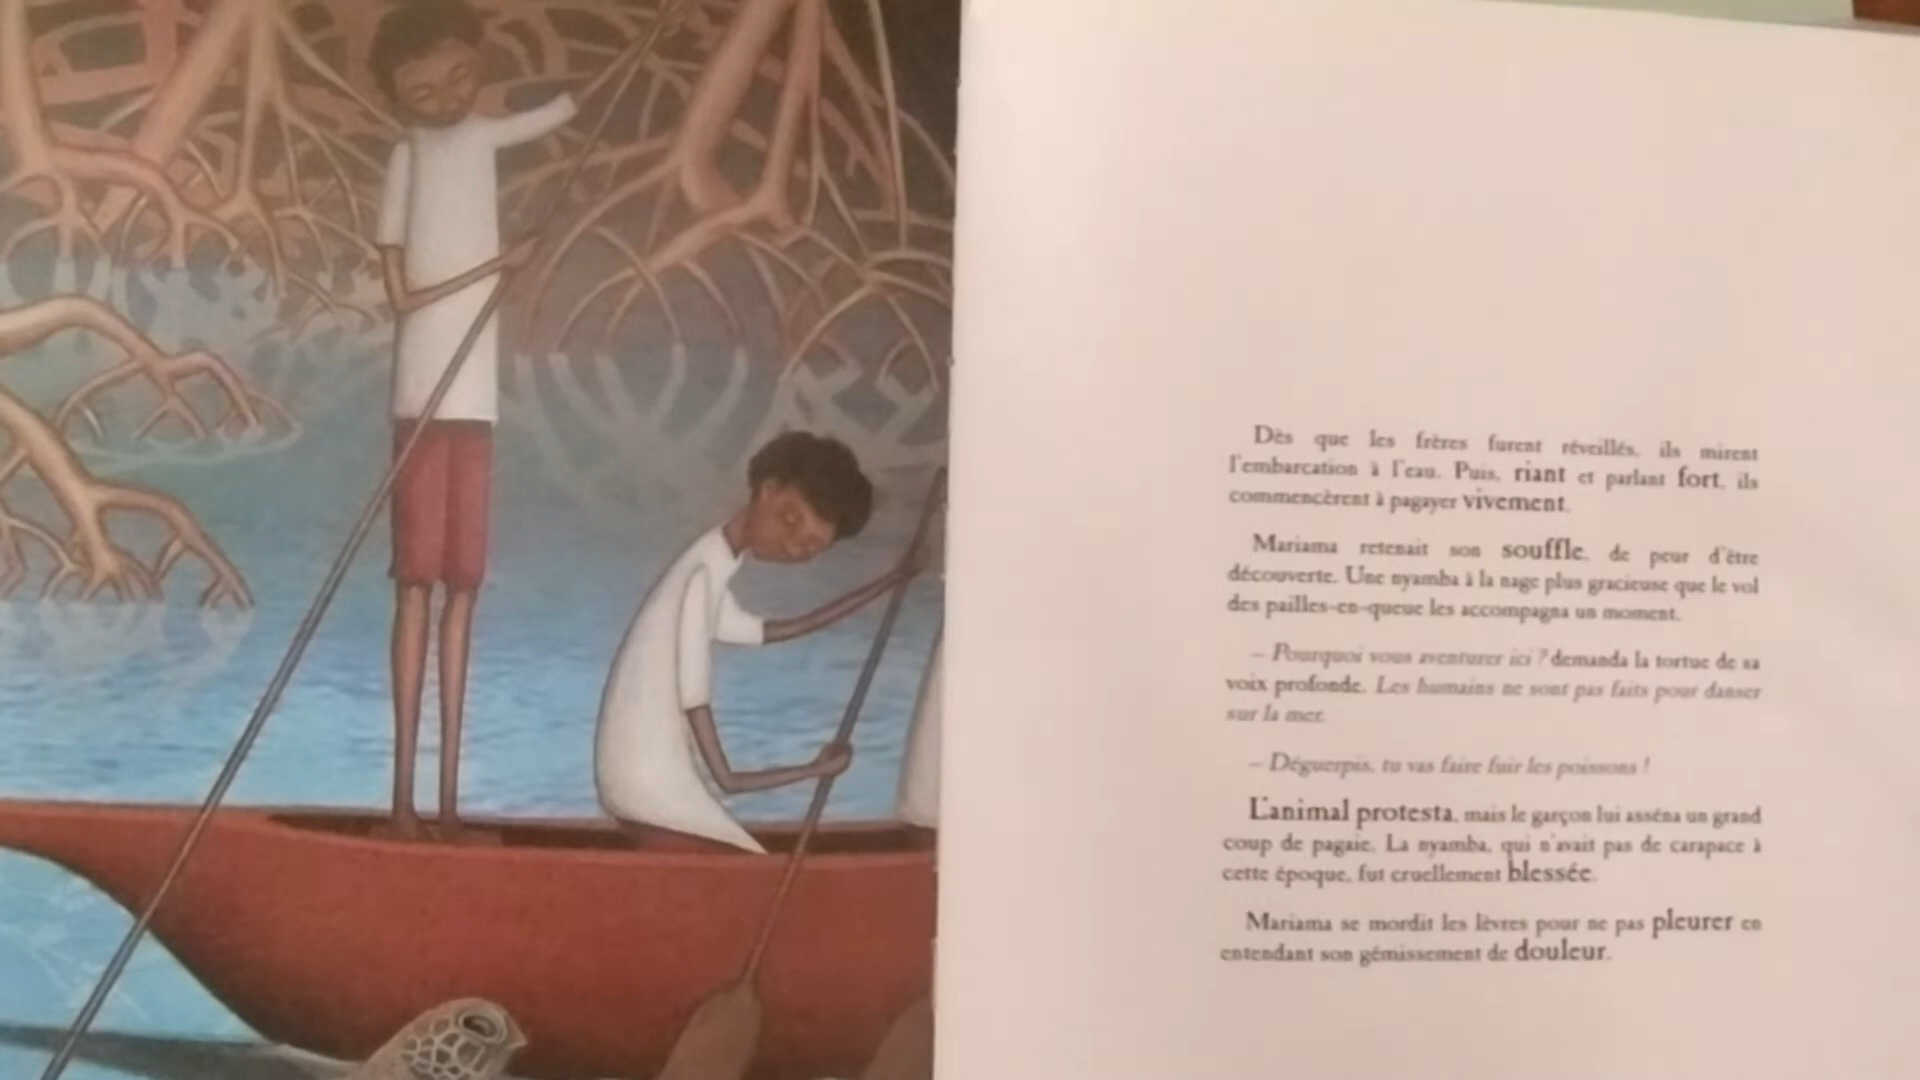 Dès que les frères furent réveillés, ils mirent
l'embarcation à l'eau. Puis, riant et parlant fort, ils
commencèrent à pagayer vivement.
Mariama retenait son souffle, de peur d'être
découverte. Une nyamba à la nage plus gracieuse que le vol
des pailles-en-queue les accompagna un moment.
– Pourquoi vous aventurer ici ? demanda la tortue de sa
voix profonde. Les humains ne sont pas faits pour danser
sur la mer.
– Déguerpis, tu vas faire fuir les poissons !
L'animal protesta, mais le garçon lui asséna un grand
coup de pagaie. La nyamba, qui n'avait pas de carapace à
cette époque, fut cruellement blessée.
Mariama se mordit les lèvres pour ne pas pleurer en
entendant son gémissement de douleur.